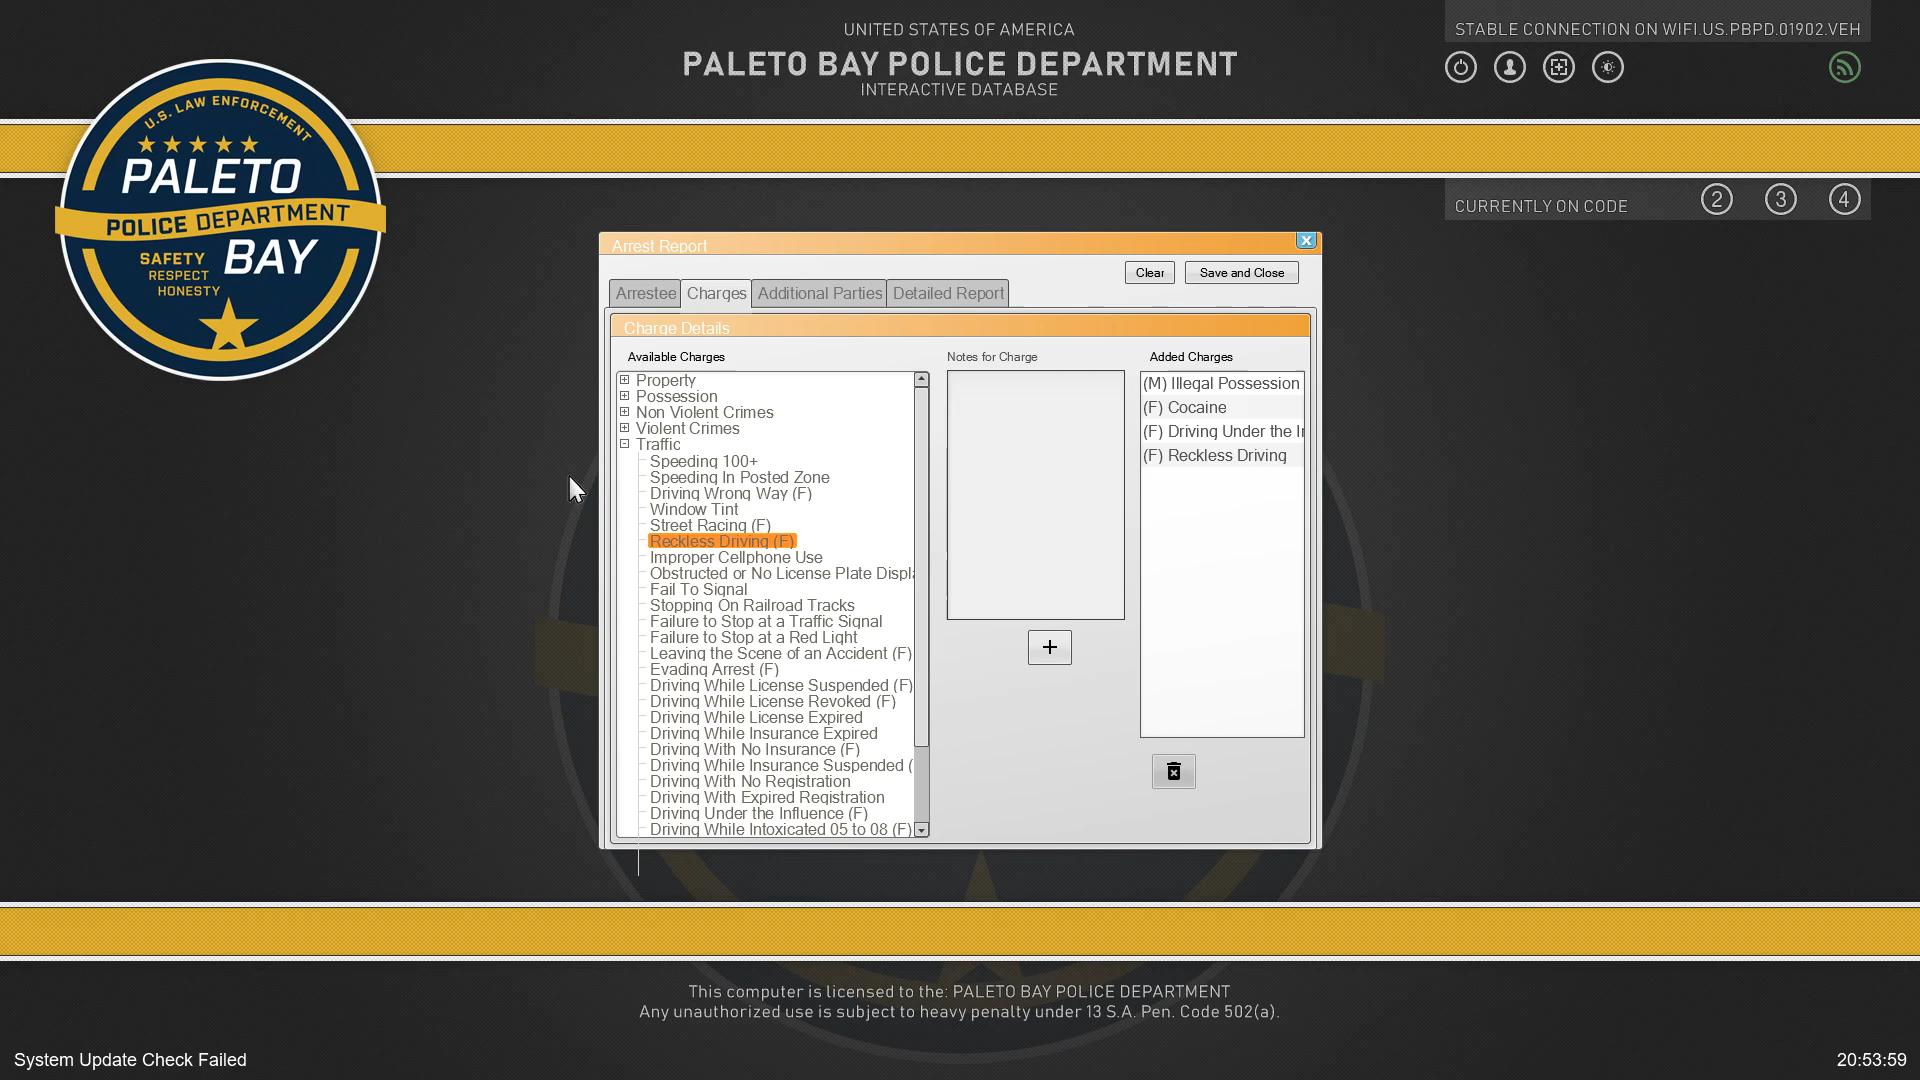 UNITED STATES OF AMERICA
PALETO BAY POLICE DEPARTMENT
INTERACTIVE DATABASE
STABLE CONNECTION ON WIFI.US.PBPD.01902.VEH
U.S. LAW ENFORCEMENT
PALETO
POLICE DEPARTMENT
BAY
SAFETY
RESPECT
HONESTY
CURRENTLY ON CODE
2
3
4
Arrest Report
X
Clear
Save and Close
Arrestee
Charges
Additional Parties
Detailed Report
Charge Details
Available Charges
Property
Possession
Non Violent Crimes
Violent Crimes
Traffic
Speeding 100+
Speeding In Posted Zone
Driving Wrong Way (F)
Window Tint
Street Racing (F)
Reckless Driving (F)
Improper Cellphone Use
Obstructed or No License Plate Displ
Fail To Signal
Stopping On Railroad Tracks
Failure to Stop at a Traffic Signal
Failure to Stop at a Red Light
Leaving the Scene of an Accident (F)
Evading Arrest (F)
Driving While License Suspended (F)
Driving While License Revoked (F)
Driving While License Expired
Driving While Insurance Expired
Driving With No Insurance (F)
Driving While Insurance Suspended (
Driving With No Registration
Driving With Expired Registration
Driving Under the Influence (F)
Driving While Intoxicated 05 to 08 (F)
Notes for Charge
+
Added Charges
(M) Illegal Possession
(F) Cocaine
(F) Driving Under the I
(F) Reckless Driving
This computer is licensed to the: PALETO BAY POLICE DEPARTMENT
Any unauthorized use is subject to heavy penalty under 13 S.A. Pen. Code 502(a).
System Update Check Failed
20:53:59